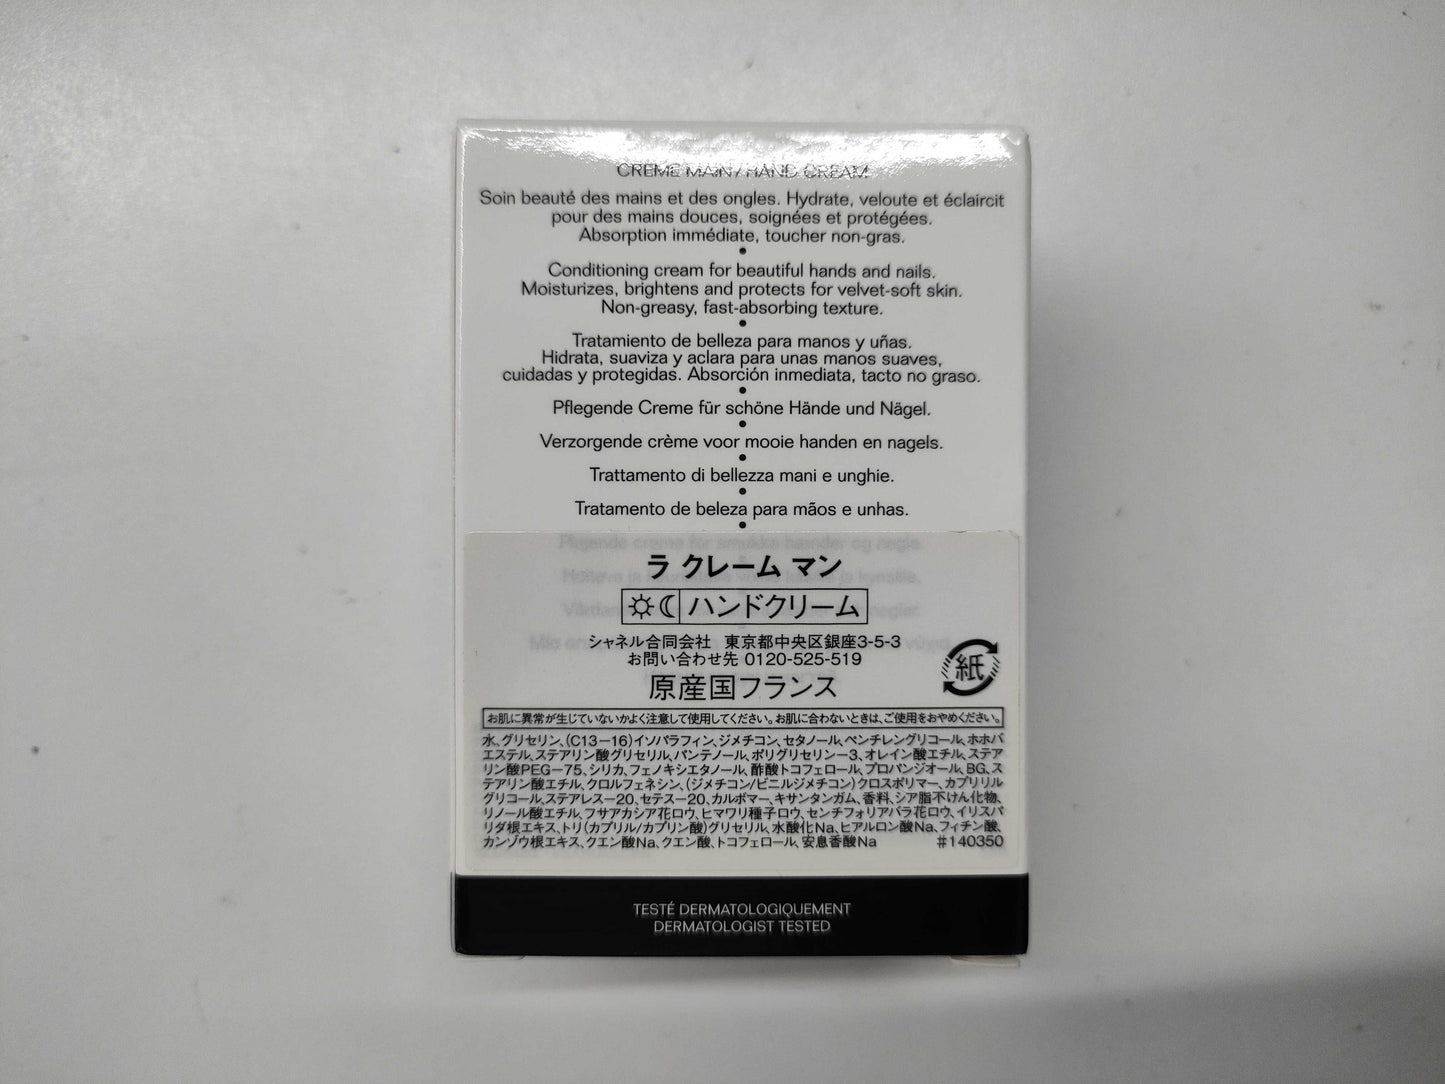 CREME MAIN / HAND CREAM
Soin beauté des mains et des ongles. Hydrate, veloute et éclaircit
pour des mains douces, soignées et protégées.
Absorption immédiate, toucher non-gras.
•
Conditioning cream for beautiful hands and nails.
Moisturizes, brightens and protects for velvet-soft skin.
Non-greasy, fast-absorbing texture.
•
Tratamiento de belleza para manos y uñas.
Hidrata, suaviza y aclara para unas manos suaves,
cuidadas y protegidas. Absorción inmediata, tacto no graso.
•
Pflegende Creme für schöne Hände und Nägel.
•
Verzorgende crème voor mooie handen en nagels.
•
Trattamento di bellezza mani e unghie.
•
Tratamento de beleza para mãos e unhas.
•
ラ クレーム マン
ハンドクリーム
シャネル合同会社 東京都中央区銀座3-5-3
お問い合わせ先 0120-525-519
原産国フランス
紙
お肌に異常が生じていないかよく注意して使用してください。お肌に合わないときは、ご使用をおやめください。
水、グリセリン、(C13-16)イソパラフィン、ジメチコン、セタノール、ペンチレングリコール、ホホバ
エステル、ステアリン酸グリセリル、パンテノール、ポリグリセリン-3、オレイン酸エチル、ステア
リン酸PEG-75、シリカ、フェノキシエタノール、酢酸トコフェロール、プロパンジオール、BG、ス
テアリン酸エチル、クロルフェネシン、(ジメチコン/ビニルジメチコン)クロスポリマー、カプリリル
グリコール、ステアレス-20、セテス-20、カルボマー、キサンタンガム、香料、シア脂不けん化物、
リノール酸エチル、フサアカシア花ロウ、ヒマワリ種子ロウ、センチフォリアバラ花ロウ、イリスパ
リダ根エキス、トリ(カプリル/カプリン酸)グリセリル、水酸化Na、ヒアルロン酸Na、フィチン酸、
カンゾウ根エキス、クエン酸Na、クエン酸、トコフェロール、安息香酸Na #140350
TESTÉ DERMATOLOGIQUEMENT
DERMATOLOGIST TESTED